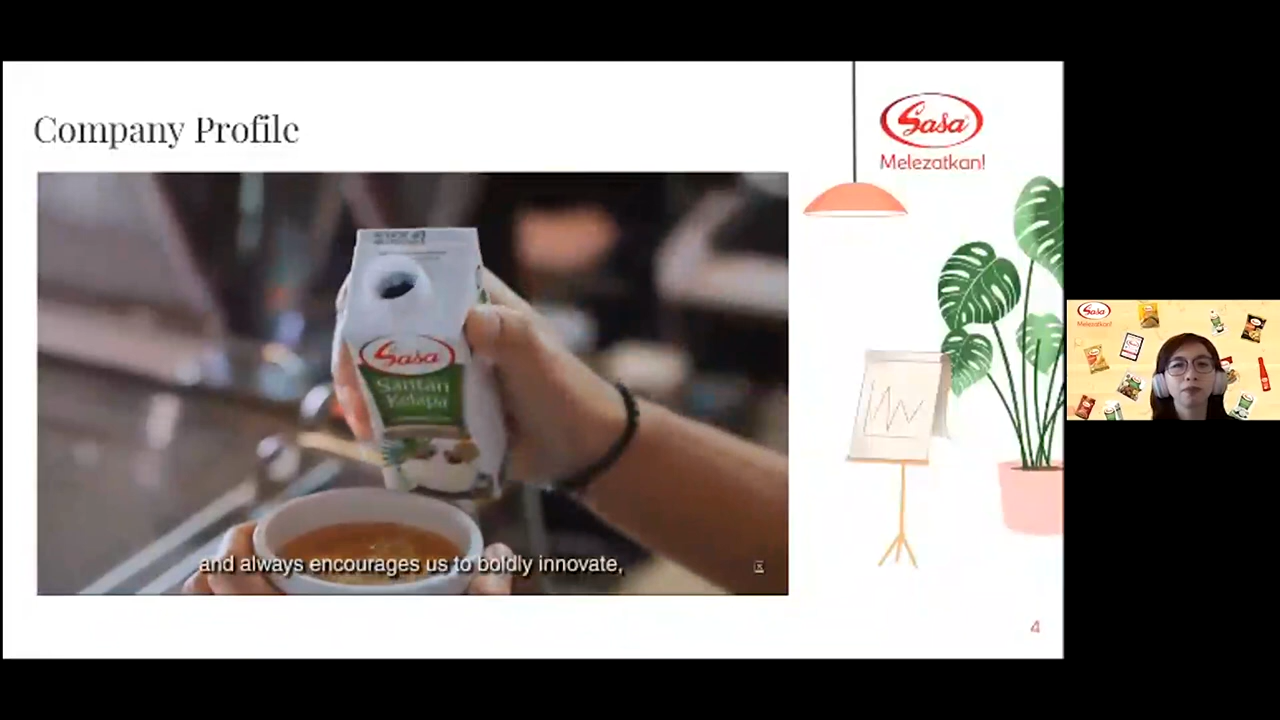 Company Profile
Sasa
Melezatkan!
Sasa
Santan
Kelapa
and always encourages us to boldly innovate,
4
Sasa
Melezatkan!